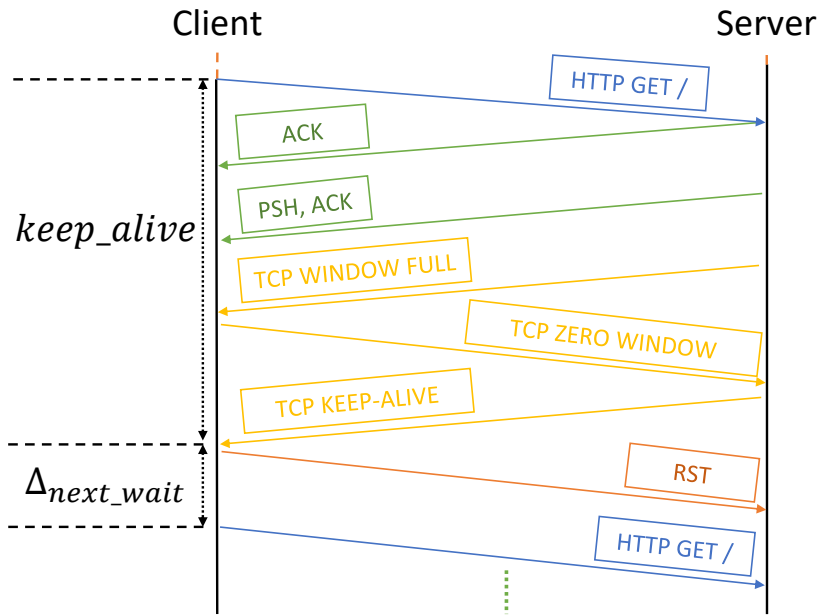 Client
Server
HTTP GET /
ACK
PSH, ACK
keep_alive
TCP WINDOW FULL
TCP ZERO WINDOW
TCP KEEP-ALIVE
RST
Δnext_wait
HTTP GET /